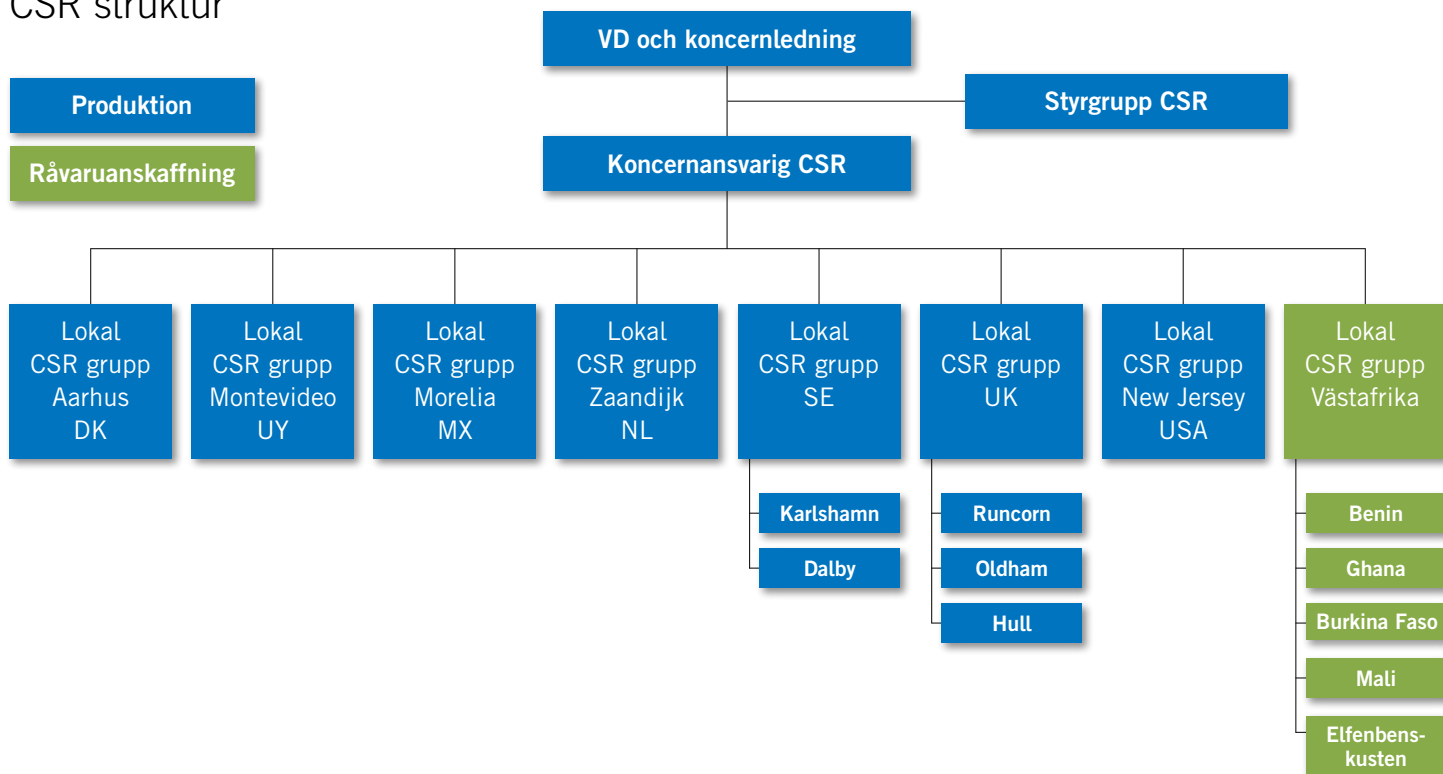 CSR struktur
VD och koncernledning
Produktion
Styrgrupp CSR
Råvaruanskaffning
Koncernansvarig CSR
Lokal
CSR grupp
Aarhus
DK
Lokal
CSR grupp
Montevideo
UY
Lokal
CSR grupp
Morelia
MX
Lokal
CSR grupp
Zaandijk
NL
Lokal
CSR grupp
SE
Lokal
CSR grupp
UK
Lokal
CSR grupp
New Jersey
USA
Lokal
CSR grupp
Västafrika
Karlshamn
Dalby
Runcorn
Oldham
Hull
Benin
Ghana
Burkina Faso
Mali
Elfenbens-
kusten